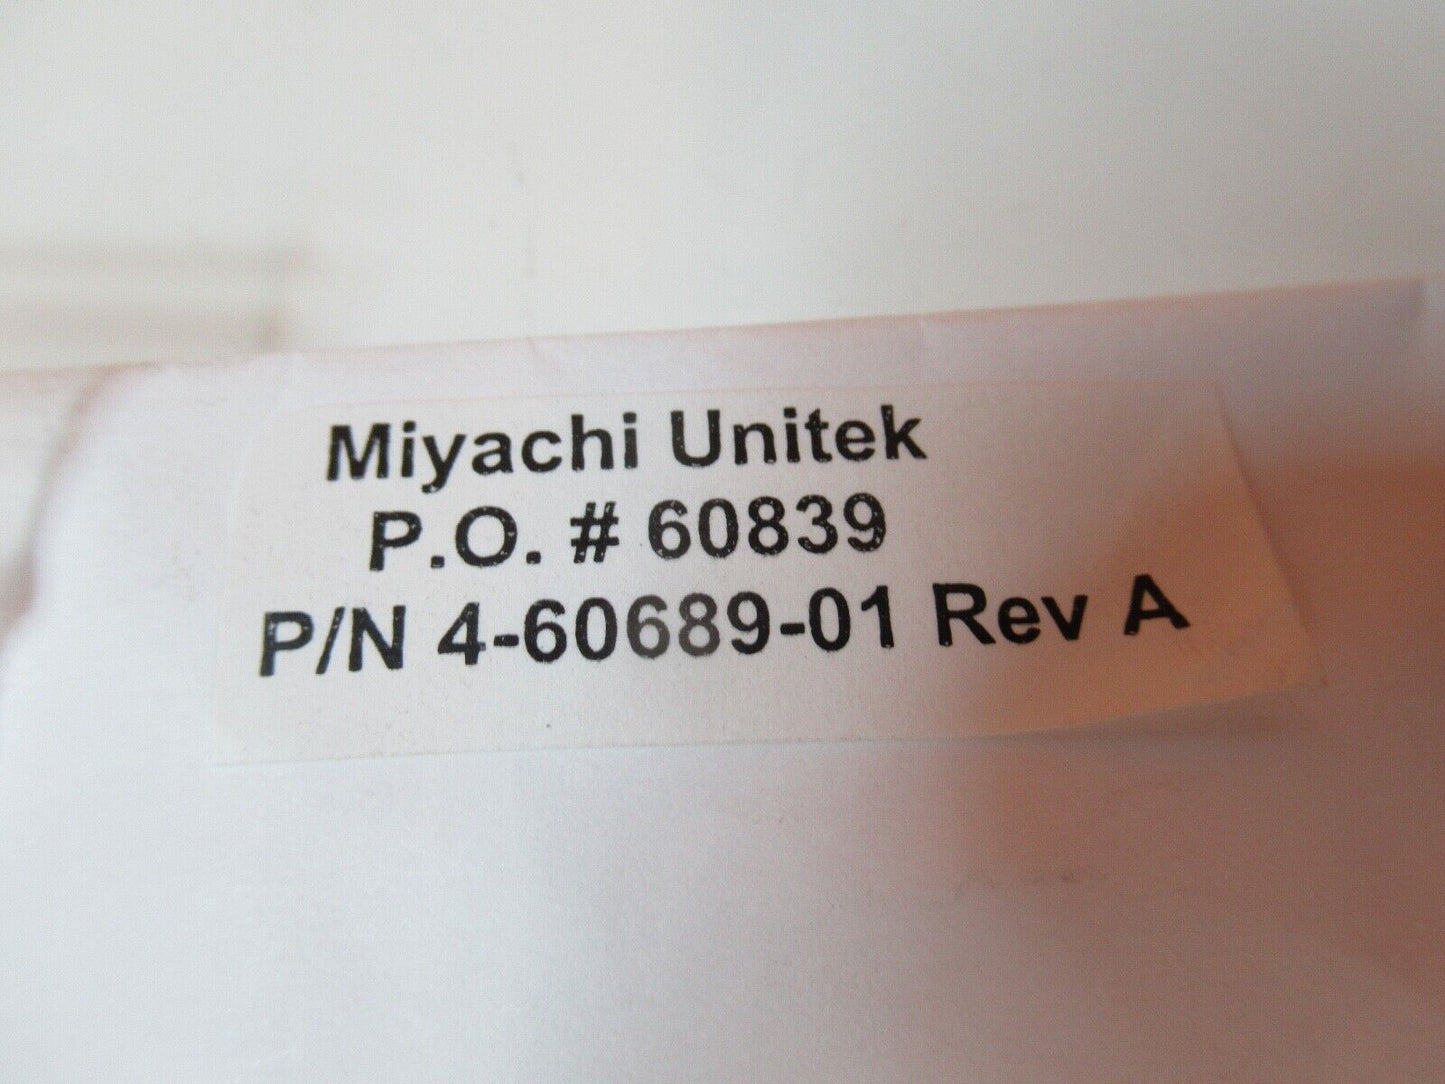 Miyachi Unitek
P.O. # 60839
P/N 4-60689-01 Rev A